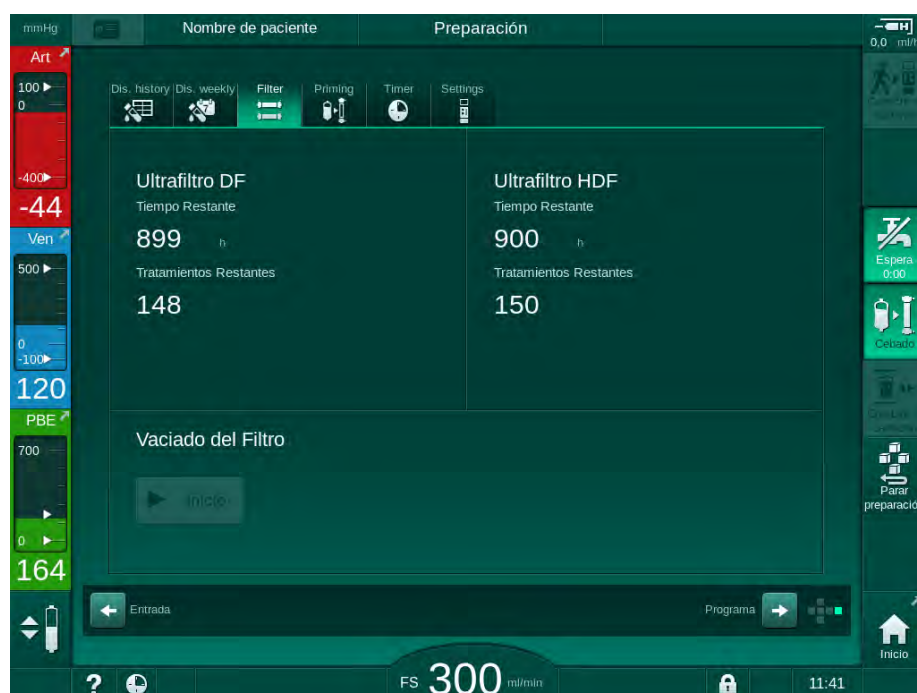 mmHg
Nombre de paciente
Preparación
0,0 ml/h
Art
100
0
-400
-44
Ven
500
0
-100
120
PBE
700
0
164
Dis. history
Dis. weekly
Filter
Priming
Timer
Settings
Ultrafiltro DF
Tiempo Restante
899 h
Tratamientos Restantes
148
Ultrafiltro HDF
Tiempo Restante
900 h
Tratamientos Restantes
150
Vaciado del Filtro
Inicio
Entrada
Programa
Espera
0:00
Cebado
Parar
preparació
Inicio
?
FS 300 ml/min
11:41